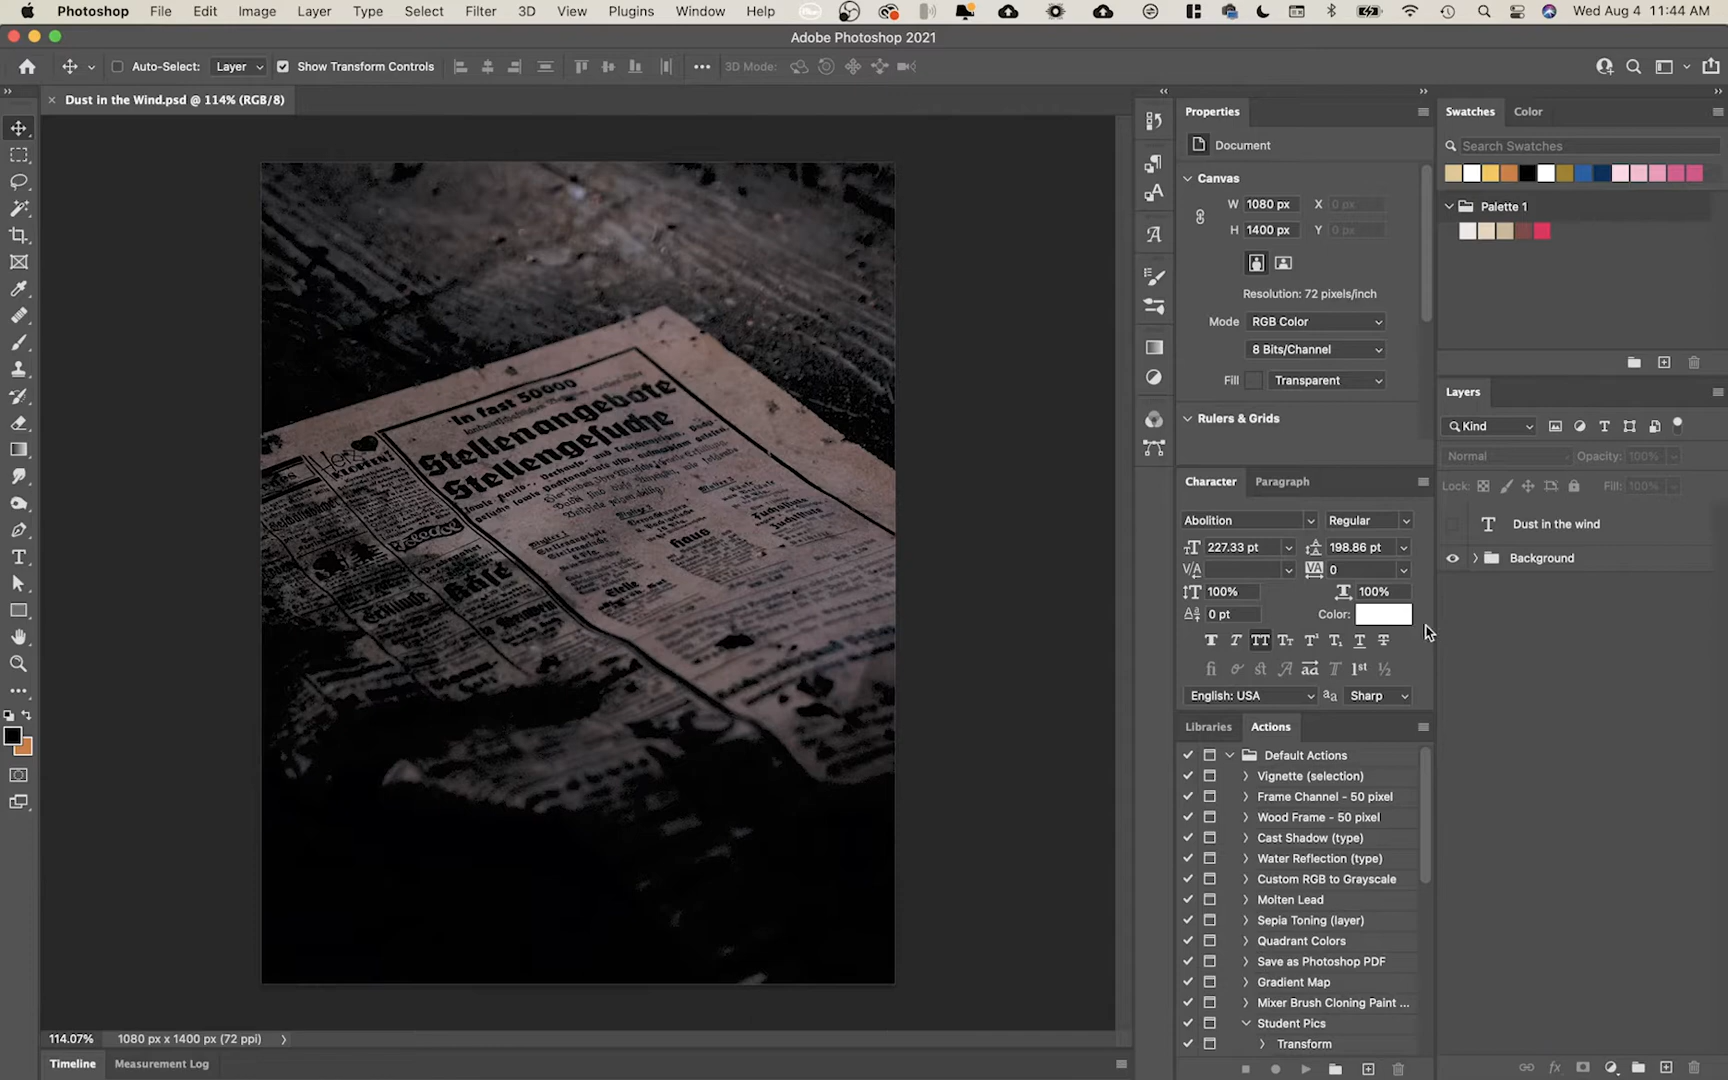 Photoshop File Edit Image Layer Type Select Filter 3D View Plugins Window Help Wed Aug 4 11:44 AM
Adobe Photoshop 2021
Auto-Select: Layer Show Transform Controls 3D Mode:
Dust in the Wind.psd @ 114% (RGB/8)
In fast 50000
Stellenangebote
Stellengesuche
Haus
Käse
114.07% 1080 px x 1400 px (72 ppi)
Timeline Measurement Log
Properties
Document
Canvas
W 1080 px X 0 px
H 1400 px Y 0 px
Resolution: 72 pixels/inch
Mode RGB Color
8 Bits/Channel
Fill Transparent
Rulers & Grids
Character Paragraph
Abolition Regular
227.33 pt 198.86 pt
0
100% 100%
0 pt Color:
English: USA Sharp
Libraries Actions
Default Actions
Vignette (selection)
Frame Channel - 50 pixel
Wood Frame - 50 pixel
Cast Shadow (type)
Water Reflection (type)
Custom RGB to Grayscale
Molten Lead
Sepia Toning (layer)
Quadrant Colors
Save as Photoshop PDF
Gradient Map
Mixer Brush Cloning Paint ...
Student Pics
Transform
Swatches Color
Search Swatches
Palette 1
Layers
Kind
Normal Opacity: 100%
Lock: Fill: 100%
Dust in the wind
Background